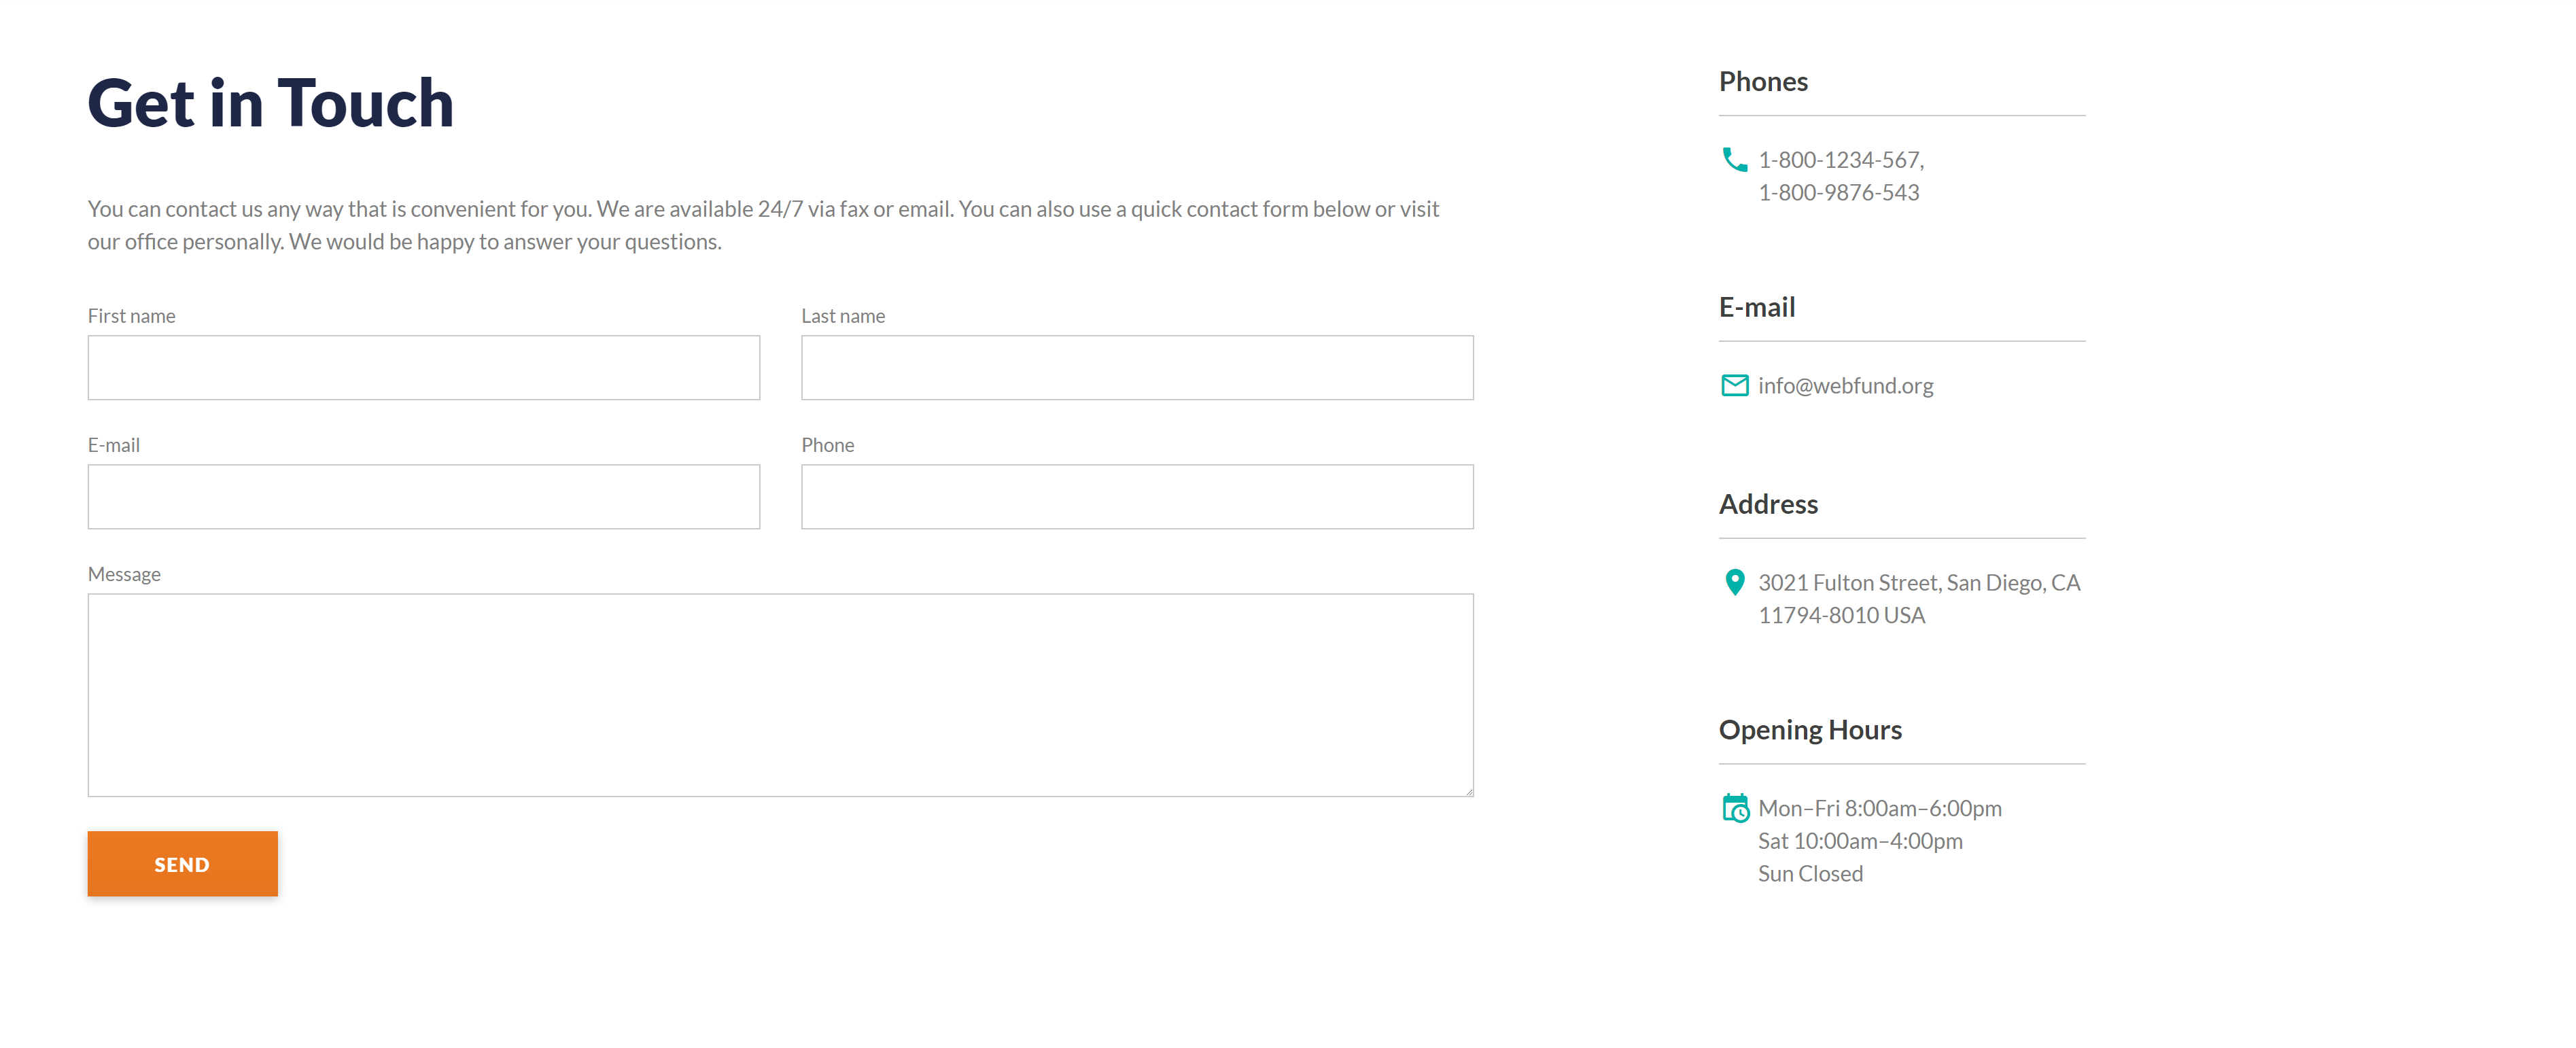 Get in Touch
You can contact us any way that is convenient for you. We are available 24/7 via fax or email. You can also use a quick contact form below or visit
our office personally. We would be happy to answer your questions.
First name
Last name
E-mail
Phone
Message
SEND
Phones
1-800-1234-567,
1-800-9876-543
E-mail
info@webfund.org
Address
3021 Fulton Street, San Diego, CA
11794-8010 USA
Opening Hours
Mon–Fri 8:00am–6:00pm
Sat 10:00am–4:00pm
Sun Closed